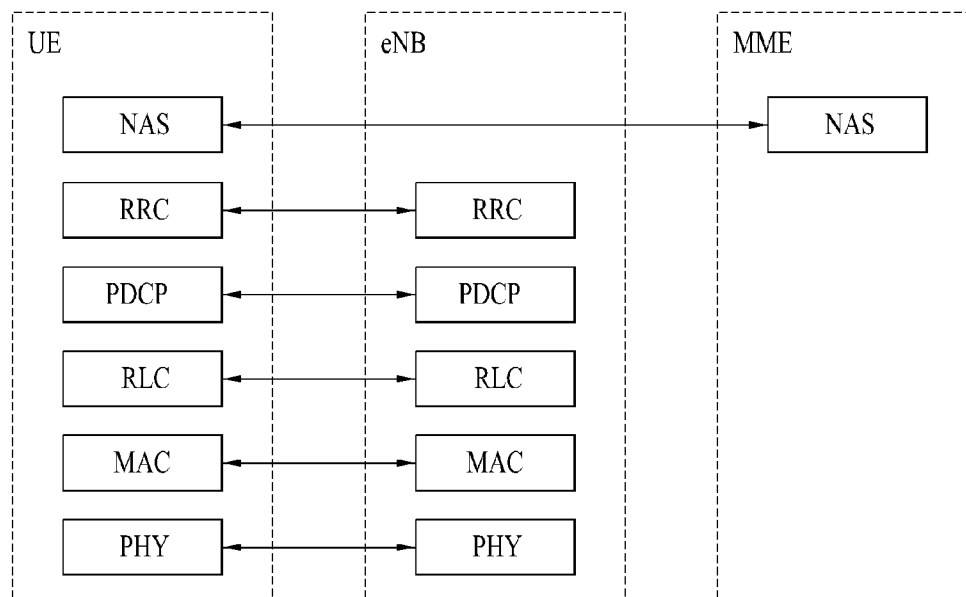 UE eNB MME
NAS NAS
RRC RRC
PDCP PDCP
RLC RLC
MAC MAC
PHY PHY